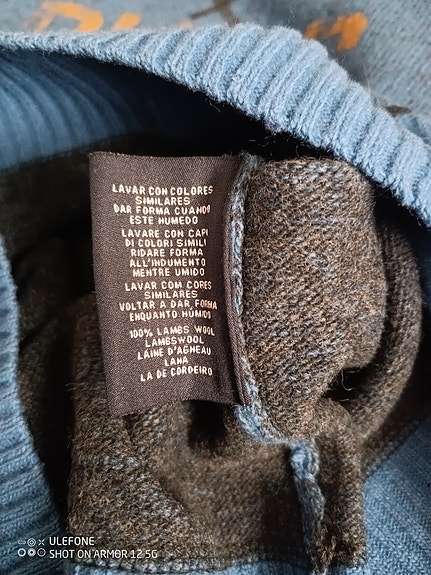 LAVAR CON COLORES
SIMILARES
DAR FORMA CUANDO
ESTE HUMEDO
LAVARE CON CAPI
DI COLORI SIMILI
RIDARE FORMA
ALL'INDUMENTO
MENTRE UMIDO
LAVAR COM CORES
SIMILARES
VOLTAR A DAR FORMA
ENQUANTO HÚMIDO
100% LAMBS WOOL
LAMBSWOOL
LAINE D'AGNEAU
LANA
LA DE CORDEIRO
ULEFONE
SHOT ON ARMOR 12 5G